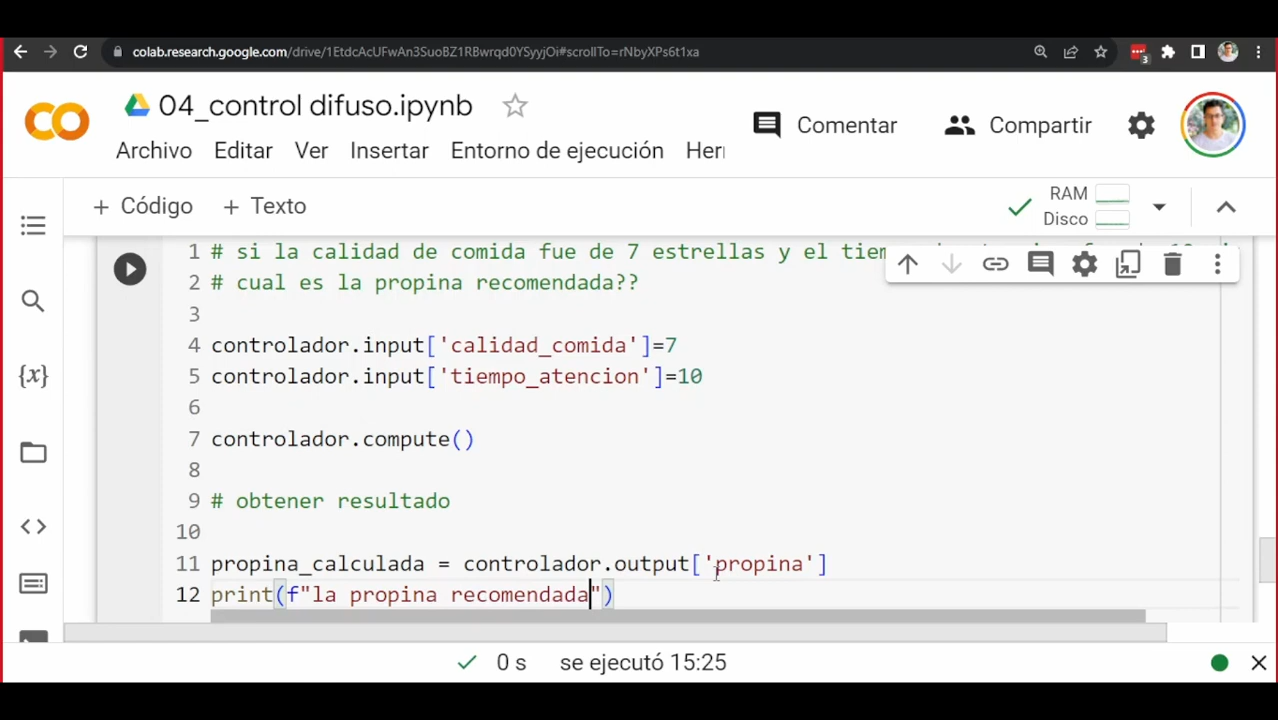 colab.research.google.com/drive/1EtdcAcUFwAn3SuoBZ1RBwrqd0YSyyjOi#scrollTo=rNbyXPs6t1xa
3
04_control difuso.ipynb
Comentar
Compartir
Archivo Editar Ver Insertar Entorno de ejecución Her
+ Código + Texto
RAM
Disco
1 # si la calidad de comida fue de 7 estrellas y el
2 # cual es la propina recomendada??
3
4 controlador.input['calidad_comida']=7
5 controlador.input['tiempo_atencion']=10
6
7 controlador.compute()
8
9 # obtener resultado
10
11 propina_calculada = controlador.output['propina']
12 print(f"la propina recomendada")
{x}
0 s se ejecutó 15:25